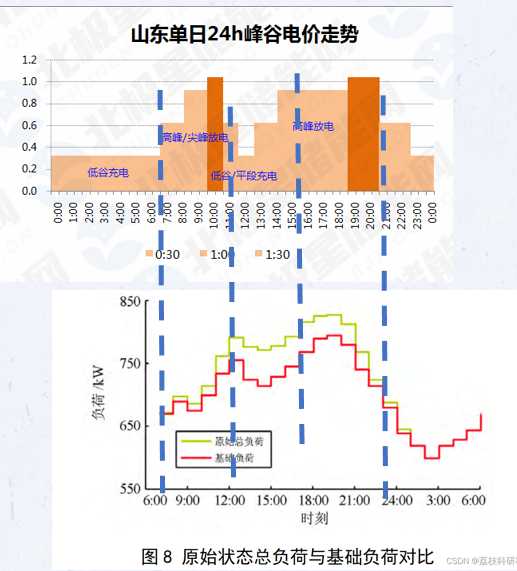 山东单日24h峰谷电价走势
1.2
1.0
0.8
0.6
0.4
0.2
0.0
高峰/尖峰放电
高峰放电
低谷充电
低谷/平段充电
0:00 1:00 2:00 3:00 4:00 5:00 6:00 7:00 8:00 9:00 10:00 11:00 12:00 13:00 14:00 15:00 16:00 17:00 18:00 19:00 20:00 21:00 22:00 23:00 0:00
0:30 1:00 1:30
850
750
650
550
负荷/kW
原始总负荷
基础负荷
6:00 9:00 12:00 15:00 18:00 21:00 24:00 3:00 6:00
时刻
图 8 原始状态总负荷与基础负荷对比
CSDN @荔枝科研社